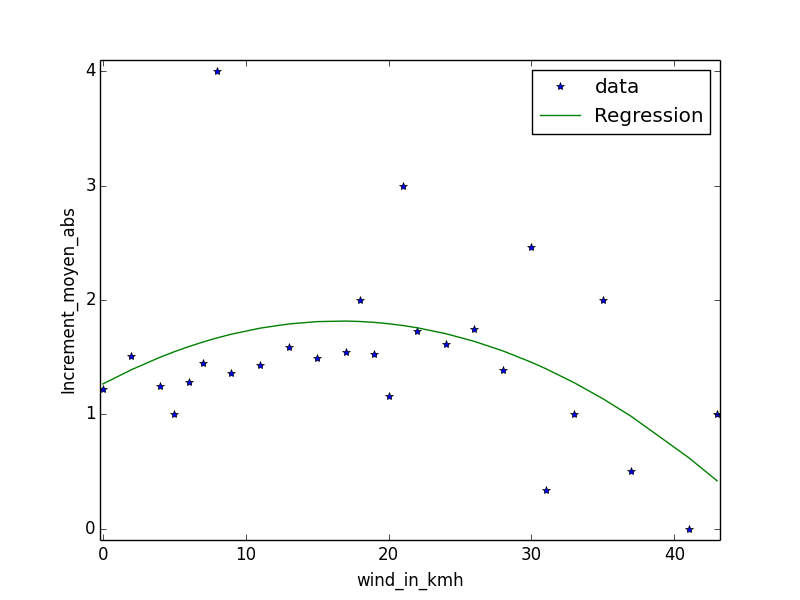 4
3
2
1
0
Increment_moyen_abs
data
Regression
0 10 20 30 40
wind_in_kmh